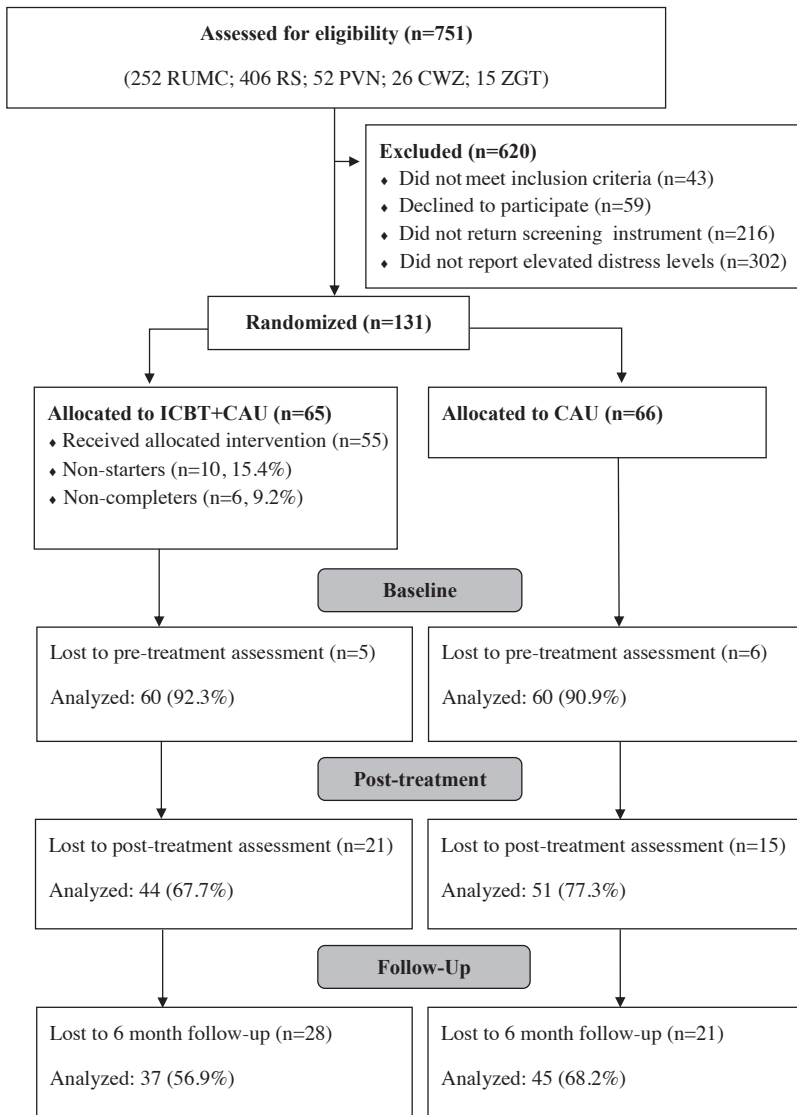 Assessed for eligibility (n=751)
(252 RUMC; 406 RS; 52 PVN; 26 CWZ; 15 ZGT)
Excluded (n=620)
♦ Did not meet inclusion criteria (n=43)
♦ Declined to participate (n=59)
♦ Did not return screening instrument (n=216)
♦ Did not report elevated distress levels (n=302)
Randomized (n=131)
Allocated to ICBT+CAU (n=65)
♦ Received allocated intervention (n=55)
♦ Non-starters (n=10, 15.4%)
♦ Non-completers (n=6, 9.2%)
Allocated to CAU (n=66)
Baseline
Lost to pre-treatment assessment (n=5)
Analyzed: 60 (92.3%)
Lost to pre-treatment assessment (n=6)
Analyzed: 60 (90.9%)
Post-treatment
Lost to post-treatment assessment (n=21)
Analyzed: 44 (67.7%)
Lost to post-treatment assessment (n=15)
Analyzed: 51 (77.3%)
Follow-Up
Lost to 6 month follow-up (n=28)
Analyzed: 37 (56.9%)
Lost to 6 month follow-up (n=21)
Analyzed: 45 (68.2%)